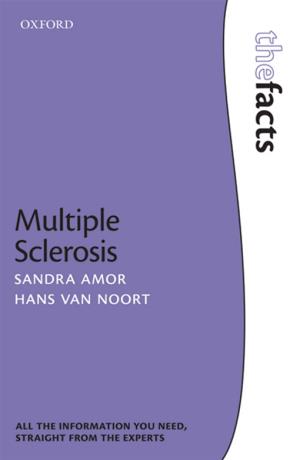 OXFORD
thefacts
Multiple
Sclerosis
SANDRA AMOR
HANS VAN NOORT
ALL THE INFORMATION YOU NEED,
STRAIGHT FROM THE EXPERTS